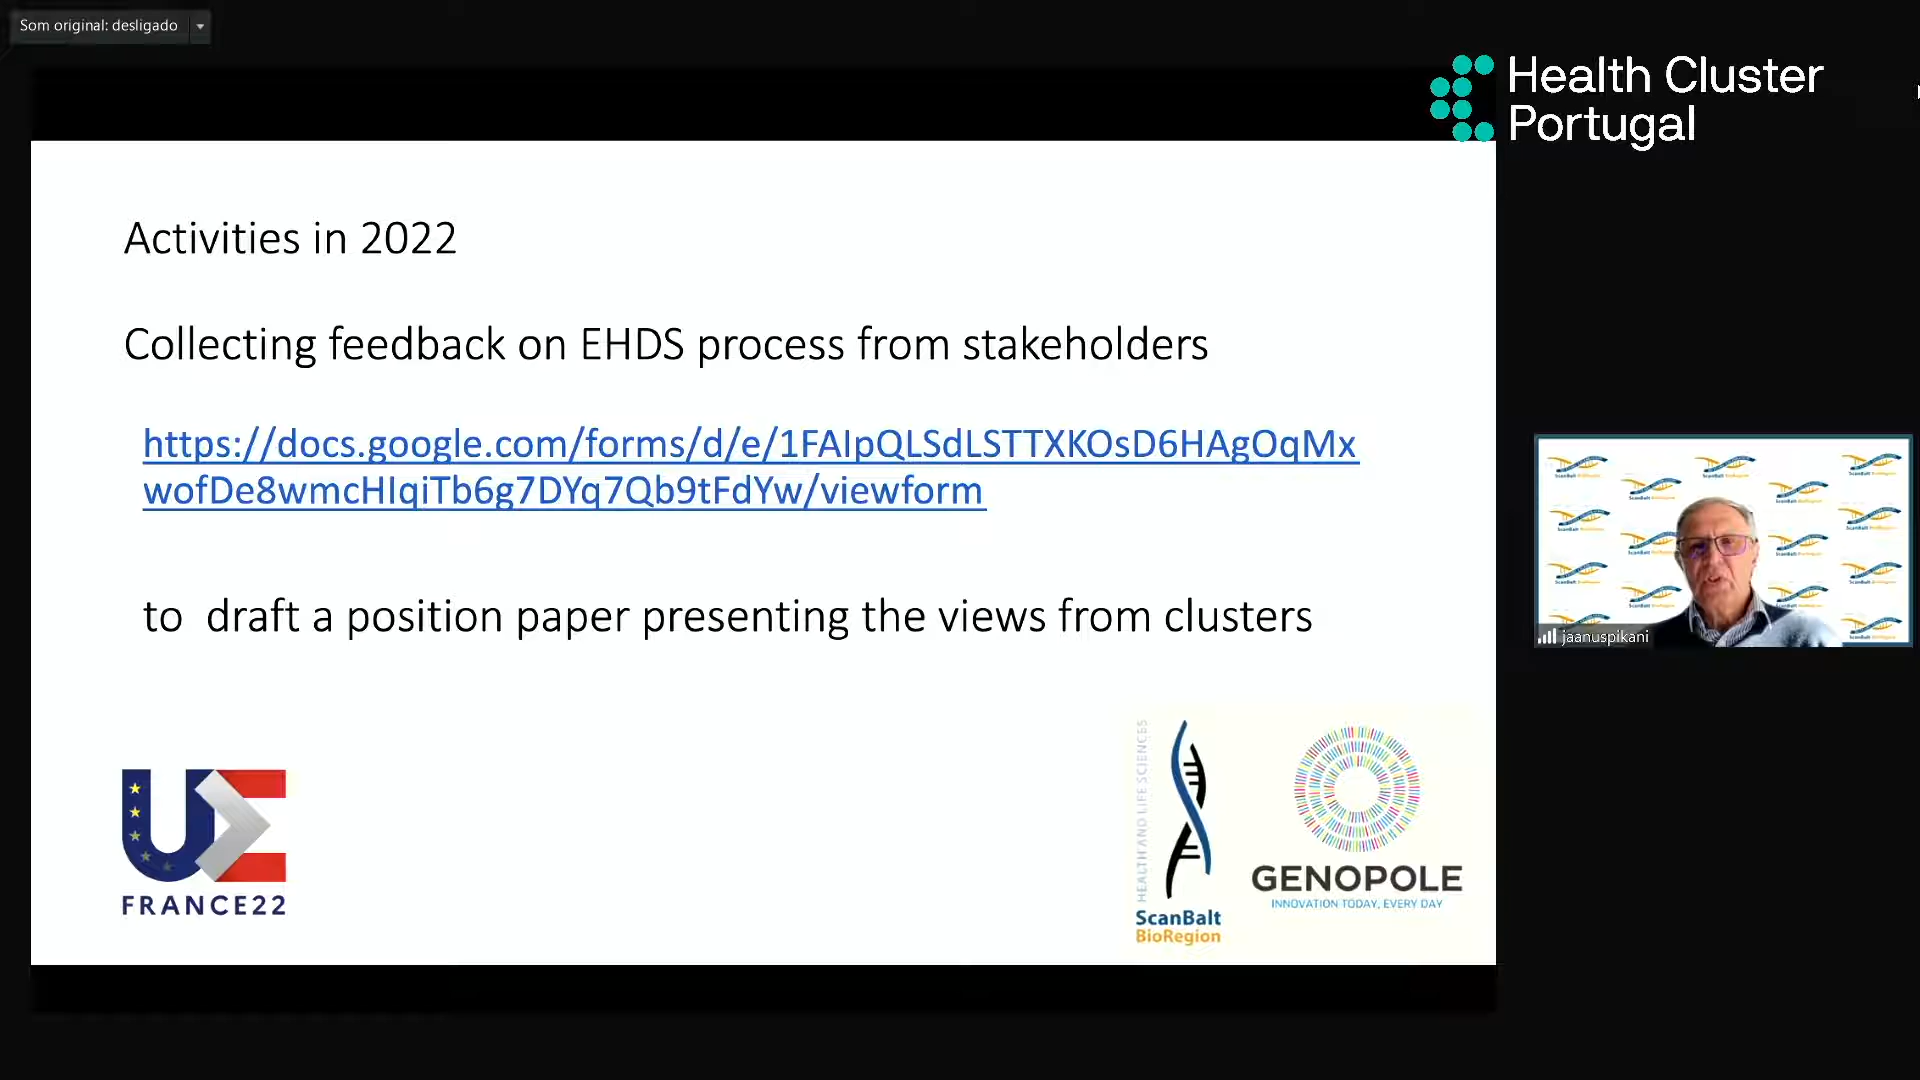 Som original: desligado
Health Cluster
Portugal
Activities in 2022
Collecting feedback on EHDS process from stakeholders
https://docs.google.com/forms/d/e/1FAIpQLSdLSTTXKOsD6HAgOqMx
wofDe8wmcHIqiTb6g7DYq7Qb9tFdYw/viewform
to draft a position paper presenting the views from clusters
FRANCE22
HEALTH AND LIFE SCIENCES
ScanBalt
BioRegion
GENOPOLE
INNOVATION TODAY, EVERY DAY
jaanuspikani